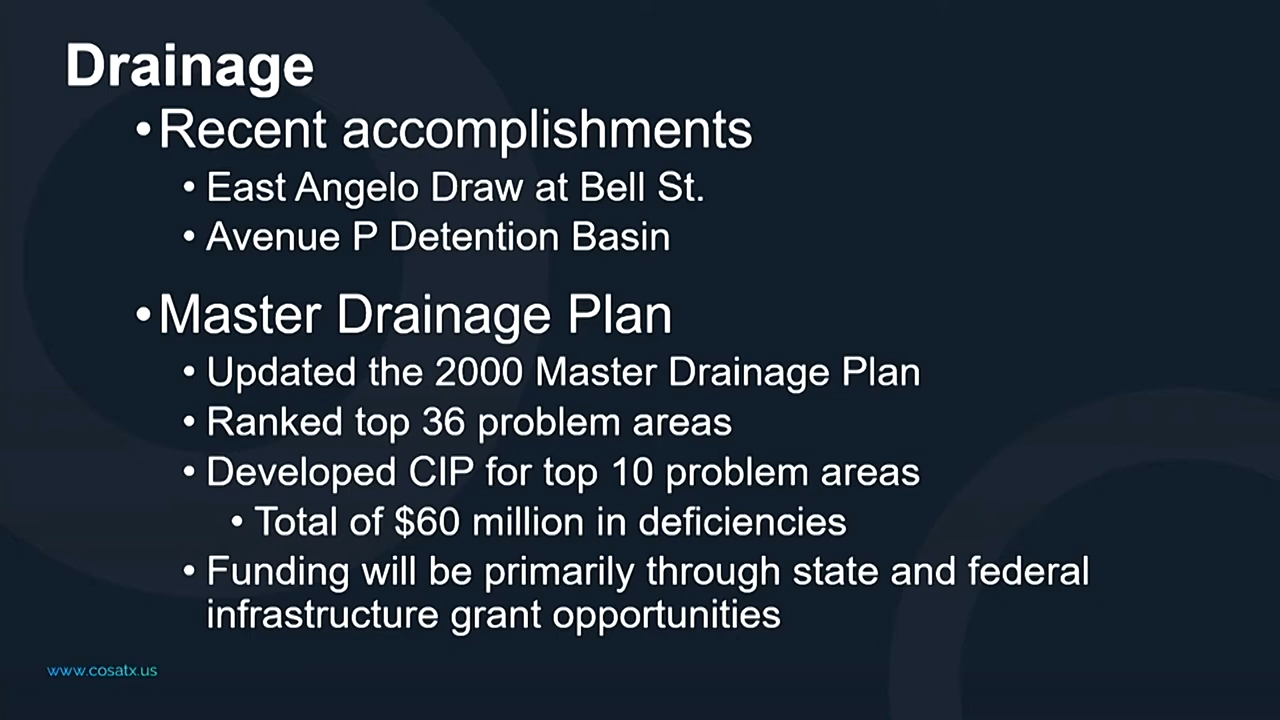 Drainage
•Recent accomplishments
• East Angelo Draw at Bell St.
• Avenue P Detention Basin
•Master Drainage Plan
• Updated the 2000 Master Drainage Plan
• Ranked top 36 problem areas
• Developed CIP for top 10 problem areas
• Total of $60 million in deficiencies
• Funding will be primarily through state and federal
infrastructure grant opportunities
www.cosatx.us